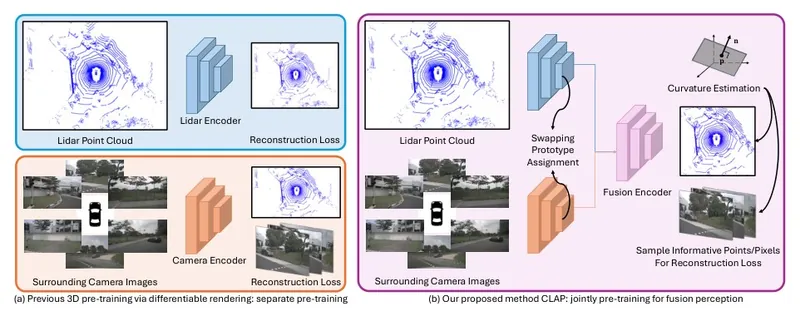 Lidar Point Cloud
Lidar Encoder
Reconstruction Loss
Surrounding Camera Images
Camera Encoder
Reconstruction Loss
(a) Previous 3D pre-training via differentiable rendering: separate pre-training
Lidar Point Cloud
Surrounding Camera Images
Swapping
Prototype
Assignment
Fusion Encoder
n
p
Curvature Estimation
Sample Informative Points/Pixels
For Reconstruction Loss
(b) Our proposed method CLAP: jointly pre-training for fusion perception